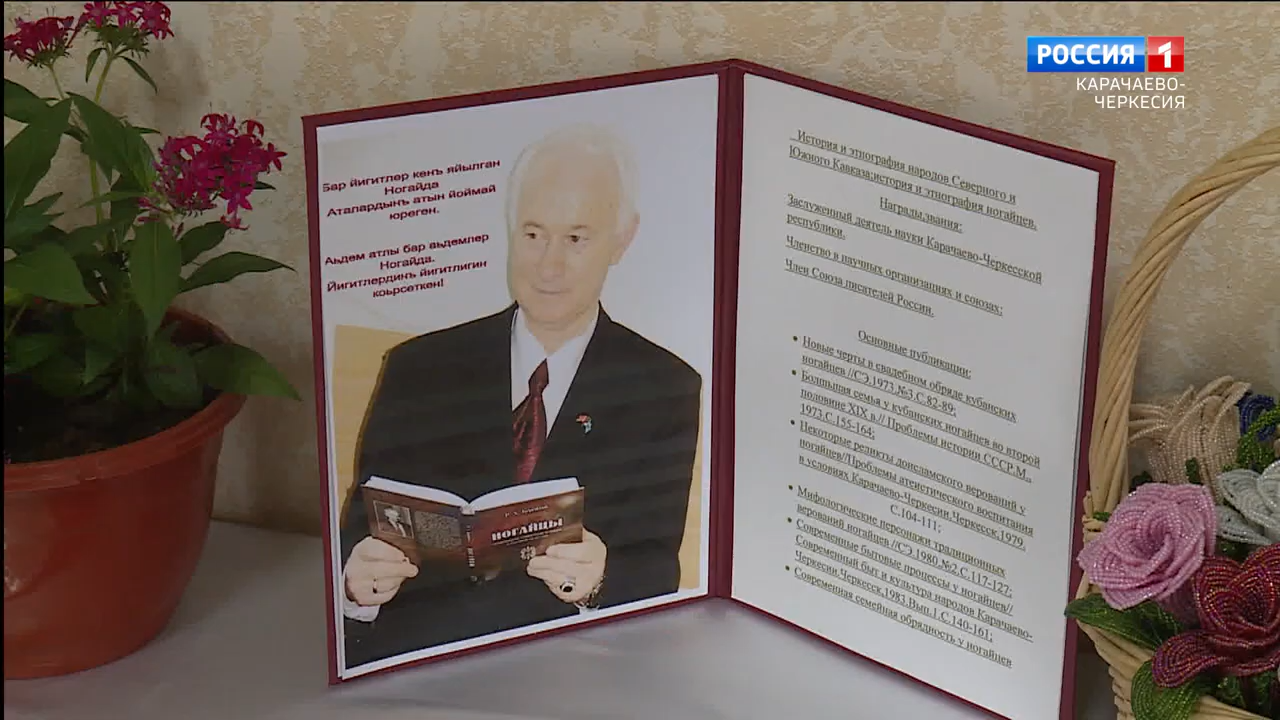 РОССИЯ 1
КАРАЧАЕВО-
ЧЕРКЕСИЯ
Бар йигитлер кенъ яйылган
Ногайда
Аталардынъ атын йоймай
юреген.
Аьдем атлы бар аьдемлер
Ногайда.
Йигитлердинъ йигитлигин
коьрсеткен!
НОГАЙЦЫ
История и этнография народов Северного и
Южного Кавказа;история и этнография ногайцев.
Награды,звания:
Заслуженный деятель науки Карачаево-Черкесской
республики.
Членство в научных организациях и союзах:
Член Союза писателей России.
Основные публикации:
• Новые черты в свадебном обряде кубанских
ногайцев //СЭ.1973.№3.С.82-89;
• Большая семья у кубанских ногайцев во второй
половине XIX в.// Проблемы истории СССР.М.,
1973.С.155-164;
• Некоторые реликты доисламского верований у
ногайцев//Проблемы атеистического воспитания
в условиях Карачаево-Черкесии.Черкесск,1979.
С.104-111;
• Мифологические персонажи традиционных
верований ногайцев //СЭ.1980.№2.С.117-127;
• Современные бытовые процессы у ногайцев//
Современный быт и культура народов Карачаево-
Черкесии.Черкесск,1983.Вып.1.С.140-161;
• Современная семейная обрядность у ногайцев